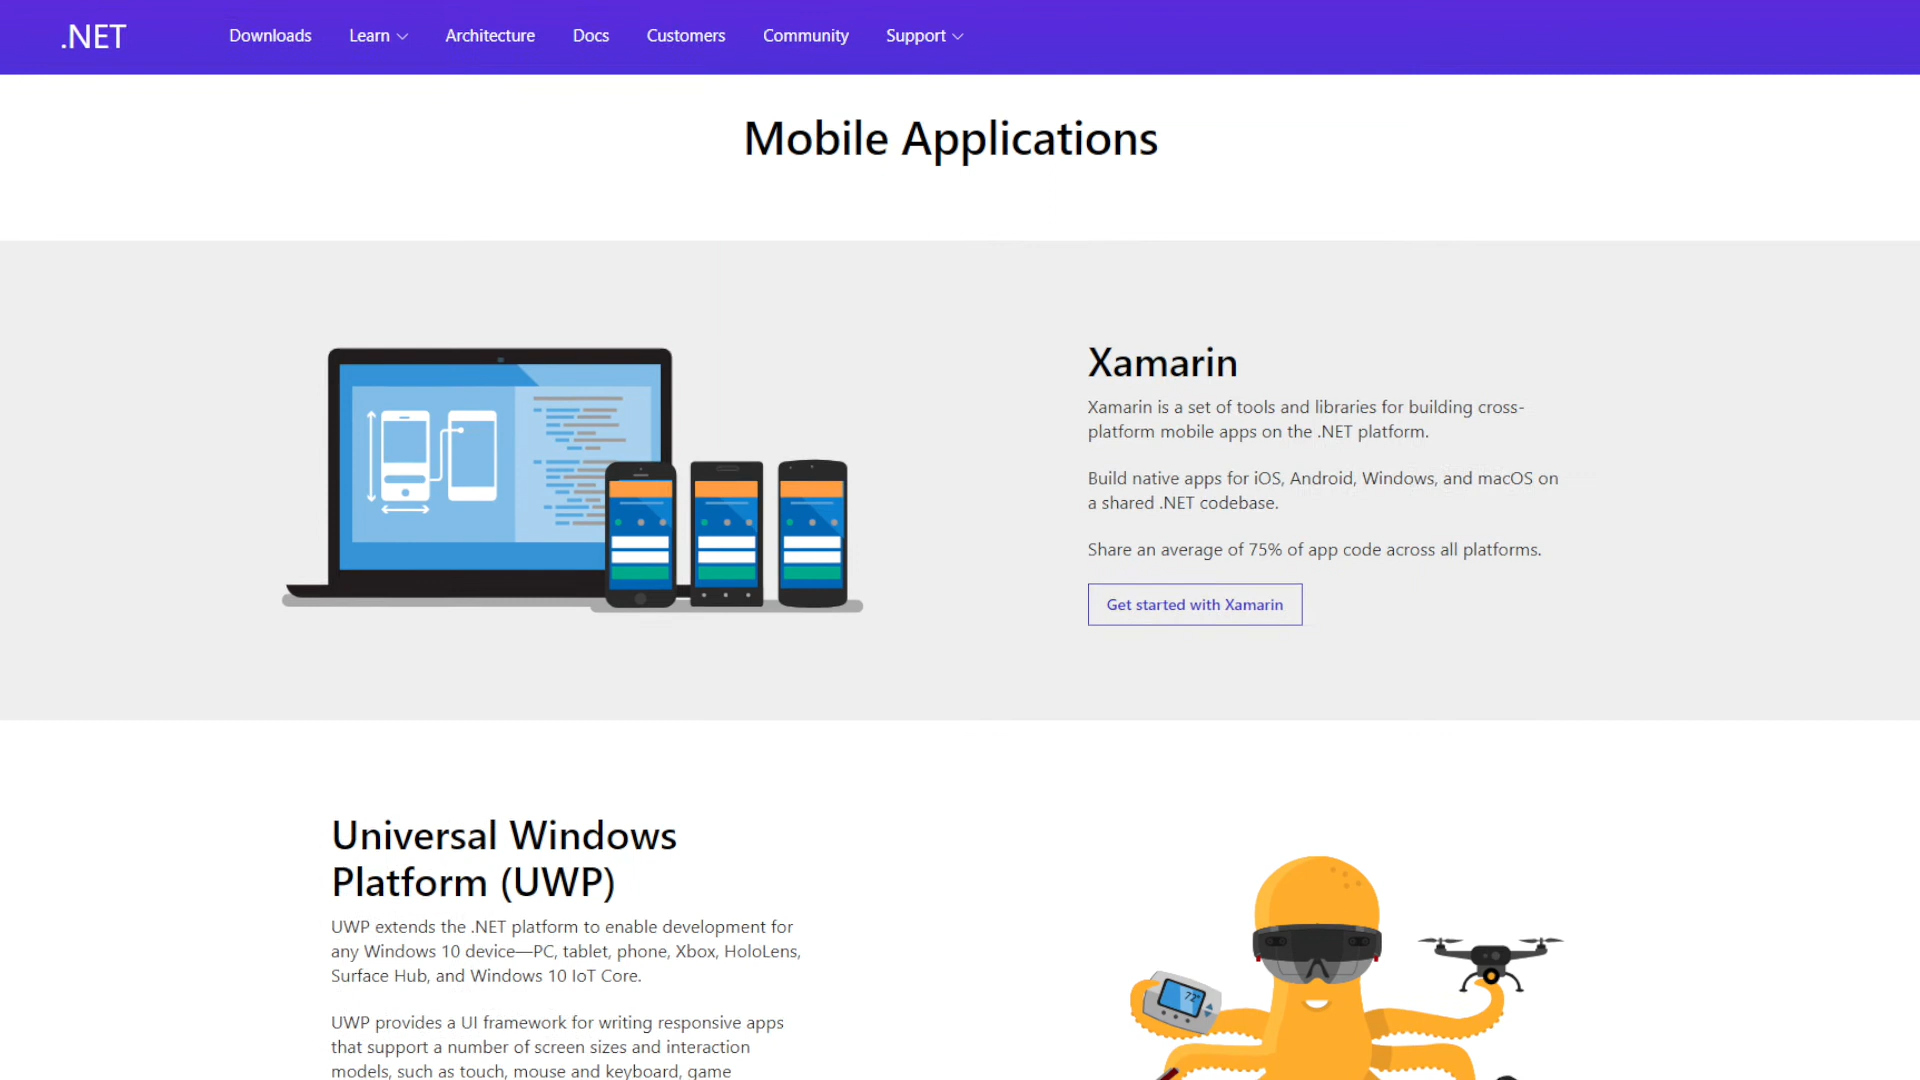 .NET Downloads Learn Architecture Docs Customers Community Support
Mobile Applications
Xamarin
Xamarin is a set of tools and libraries for building cross-
platform mobile apps on the .NET platform.
Build native apps for iOS, Android, Windows, and macOS on
a shared .NET codebase.
Share an average of 75% of app code across all platforms.
Get started with Xamarin
Universal Windows
Platform (UWP)
UWP extends the .NET platform to enable development for
any Windows 10 device—PC, tablet, phone, Xbox, HoloLens,
Surface Hub, and Windows 10 IoT Core.
UWP provides a UI framework for writing responsive apps
that support a number of screen sizes and interaction
models, such as touch, mouse and keyboard, game
72°